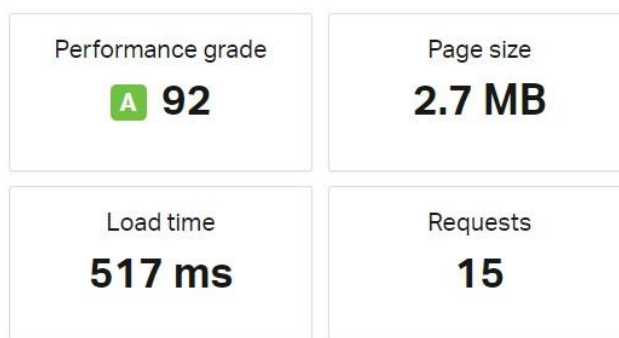 Performance grade
A 92
Page size
2.7 MB
Load time
517 ms
Requests
15